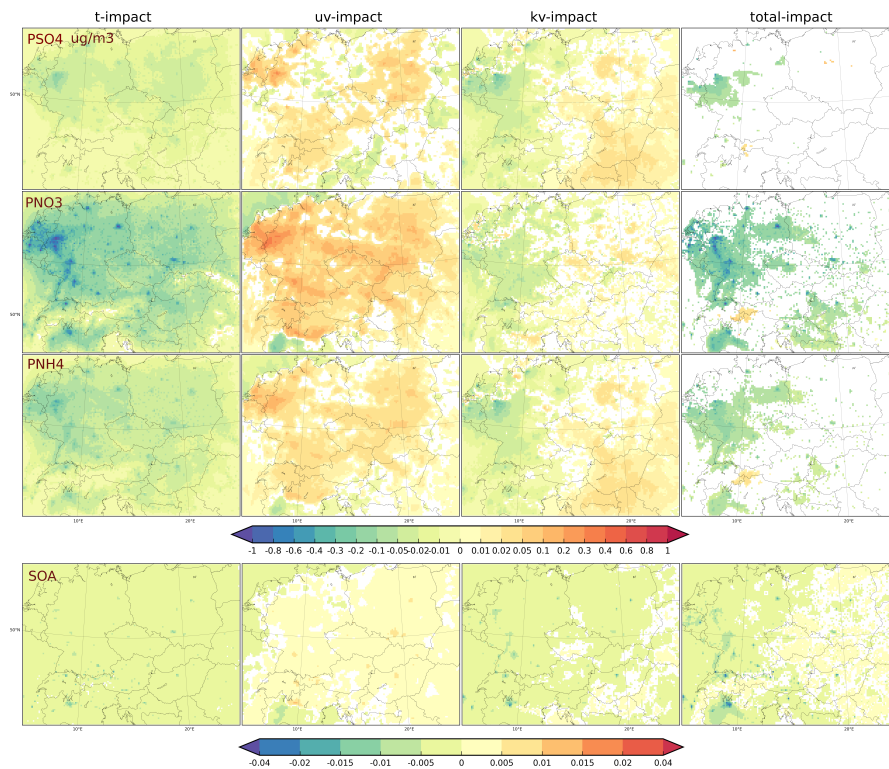 t-impact uv-impact kv-impact total-impact
PSO4 ug/m3
50°N
PNO3
50°N
PNH4
10°E 20°E 10°E 20°E 10°E 20°E 10°E 20°E
-1 -0.8 -0.6 -0.4 -0.3 -0.2 -0.1 -0.05 -0.02 -0.01 0 0.01 0.02 0.05 0.1 0.2 0.3 0.4 0.6 0.8 1
SOA
50°N
10°E 20°E 10°E 20°E 10°E 20°E 10°E 20°E
-0.04 -0.02 -0.015 -0.01 -0.005 0 0.005 0.01 0.015 0.02 0.04